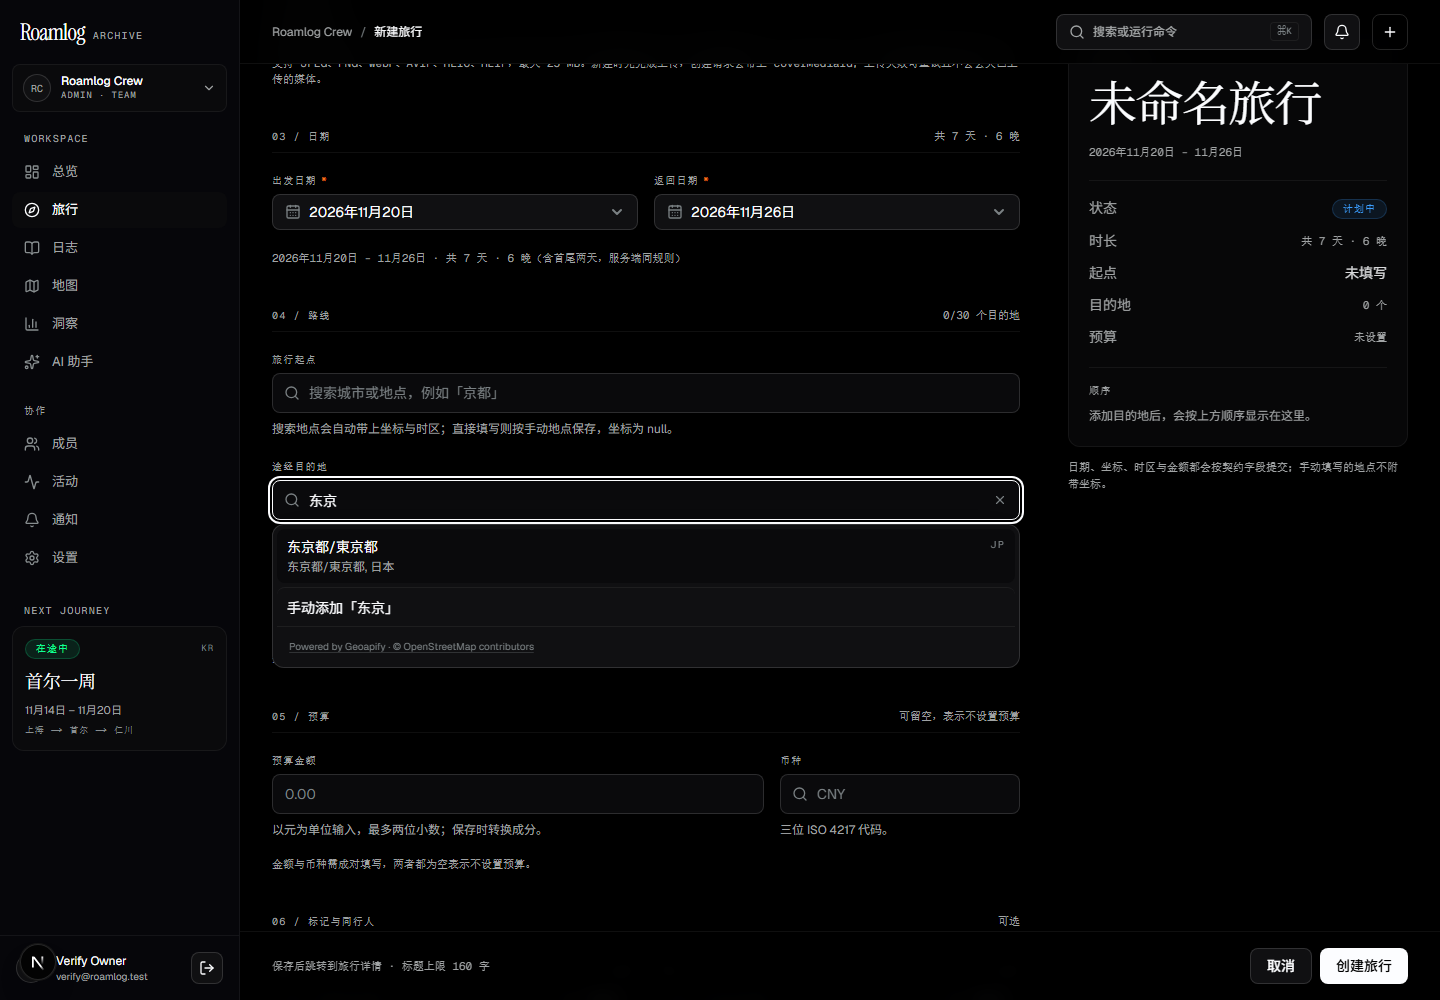 Roamlog ARCHIVE
RC
Roamlog Crew
ADMIN · TEAM
WORKSPACE
总览
旅行
日志
地图
洞察
AI 助手
协作
成员
活动
通知
设置
NEXT JOURNEY
在途中
KR
首尔一周
11月14日 – 11月20日
上海 → 首尔 → 仁川
N
Verify Owner
verify@roamlog.test
Roamlog Crew / 新建旅行
搜索或运行命令
⌘K
传的媒体。
03 / 日期
共 7 天 · 6 晚
出发日期 *
返回日期 *
2026年11月20日
2026年11月26日
2026年11月20日 – 11月26日 · 共 7 天 · 6 晚（含首尾两天，服务端同规则）
04 / 路线
0/30 个目的地
旅行起点
搜索城市或地点，例如「京都」
搜索地点会自动带上坐标与时区；直接填写则按手动地点保存，坐标为 null。
途经目的地
东京
东京都/東京都
JP
东京都/東京都, 日本
手动添加「东京」
Powered by Geoapify · © OpenStreetMap contributors
05 / 预算
可留空，表示不设置预算
预算金额
币种
0.00
CNY
以元为单位输入，最多两位小数；保存时转换成分。
三位 ISO 4217 代码。
金额与币种需成对填写，两者都为空表示不设置预算。
06 / 标记与同行人
可选
保存后跳转到旅行详情 · 标题上限 160 字
取消
创建旅行
未命名旅行
2026年11月20日 – 11月26日
状态
计划中
时长
共 7 天 · 6 晚
起点
未填写
目的地
0 个
预算
未设置
顺序
添加目的地后，会按上方顺序显示在这里。
日期、坐标、时区与金额都会按契约字段提交；手动填写的地点不附
带坐标。